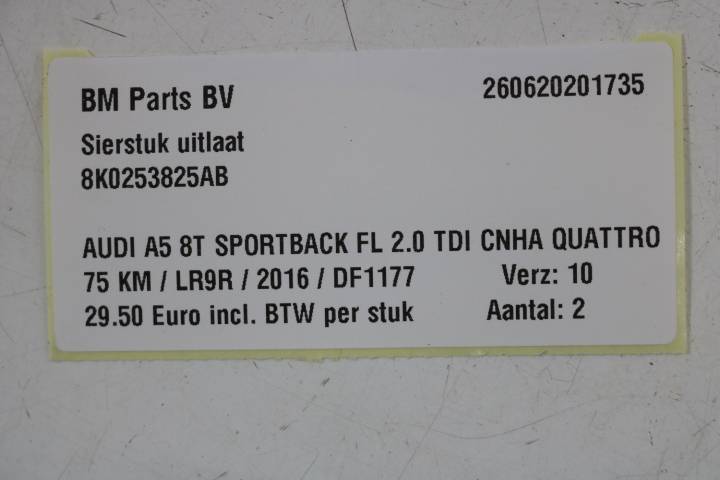 BM Parts BV 260620201735
Sierstuk uitlaat
8K0253825AB
AUDI A5 8T SPORTBACK FL 2.0 TDI CNHA QUATTRO
75 KM / LR9R / 2016 / DF1177 Verz: 10
29.50 Euro incl. BTW per stuk Aantal: 2